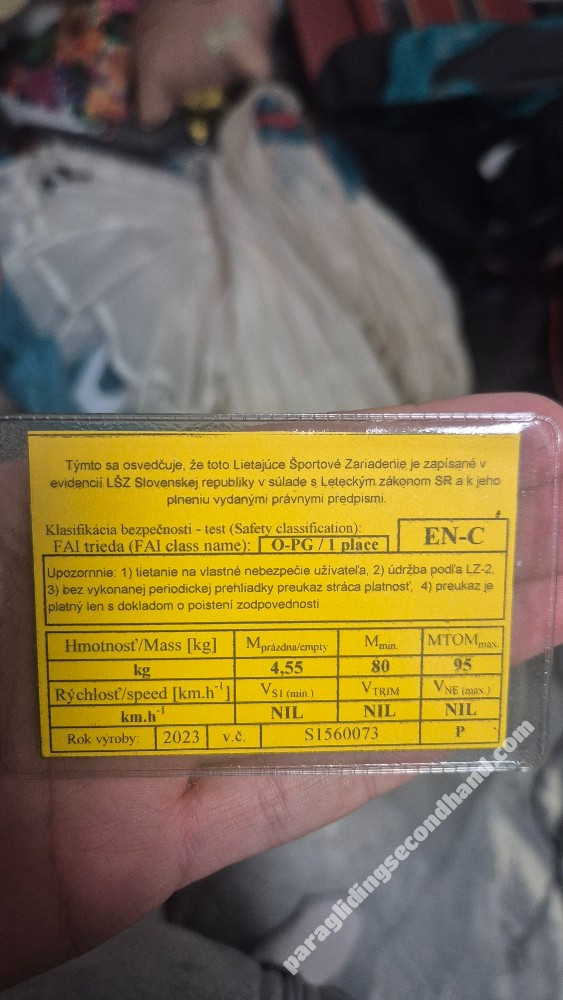 Týmto sa osvedčuje, že toto Lietajúce Športové Zariadenie je zapísané v
evidencií LŠZ Slovenskej republiky v súlade s Leteckým zákonom SR a k jeho
plneniu vydanými právnymi predpismi.
Klasifikácia bezpečnosti - test (Safety classification):
EN-C
FAI trieda (FAI class name): O-PG / 1 place
Upozornnie: 1) lietanie na vlastné nebezpečie užívateľa, 2) údržba podľa LZ-2,
3) bez vykonanej periodickej prehliadky preukaz stráca platnosť, 4) preukaz je
platný len s dokladom o poistení zodpovednosti
Hmotnosť/Mass [kg] Mprázdna/empty Mmin. MTOMmax.
kg 4,55 80 95
Rýchlosť/speed [km.h⁻¹] VS1 (min.) VTRIM VNE (max.)
km.h⁻¹ NIL NIL NIL
Rok výroby: 2023 v.č. S1560073 P
paraglidingsecondhand.com